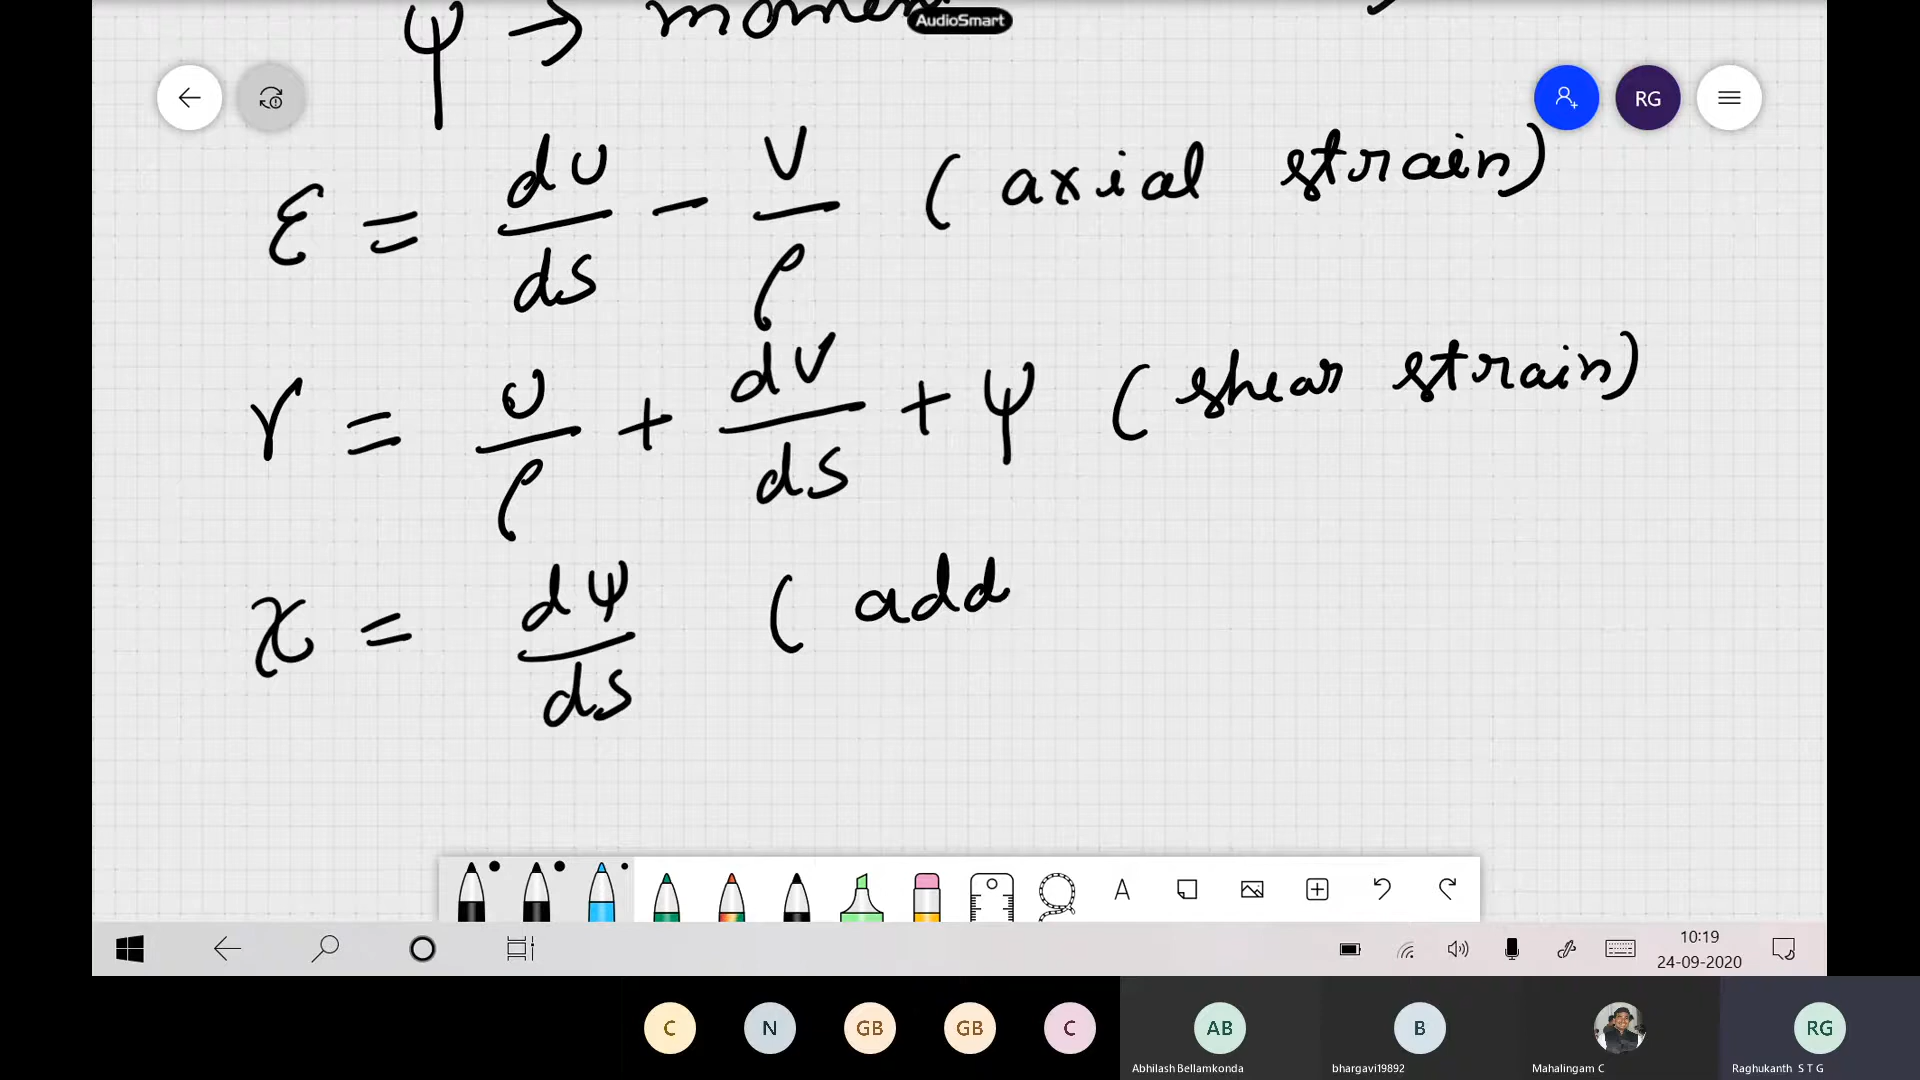 ψ → momen
AudioSmart
RG
ε = du/ds - v/ρ (axial strain)
γ = u/ρ + dv/ds + ψ (shear strain)
χ = dψ/ds (add
A
10:19
24-09-2020
C N GB GB C AB B RG
Abhilash Bellamkonda bhargavi19892 Mahalingam C Raghukanth S T G